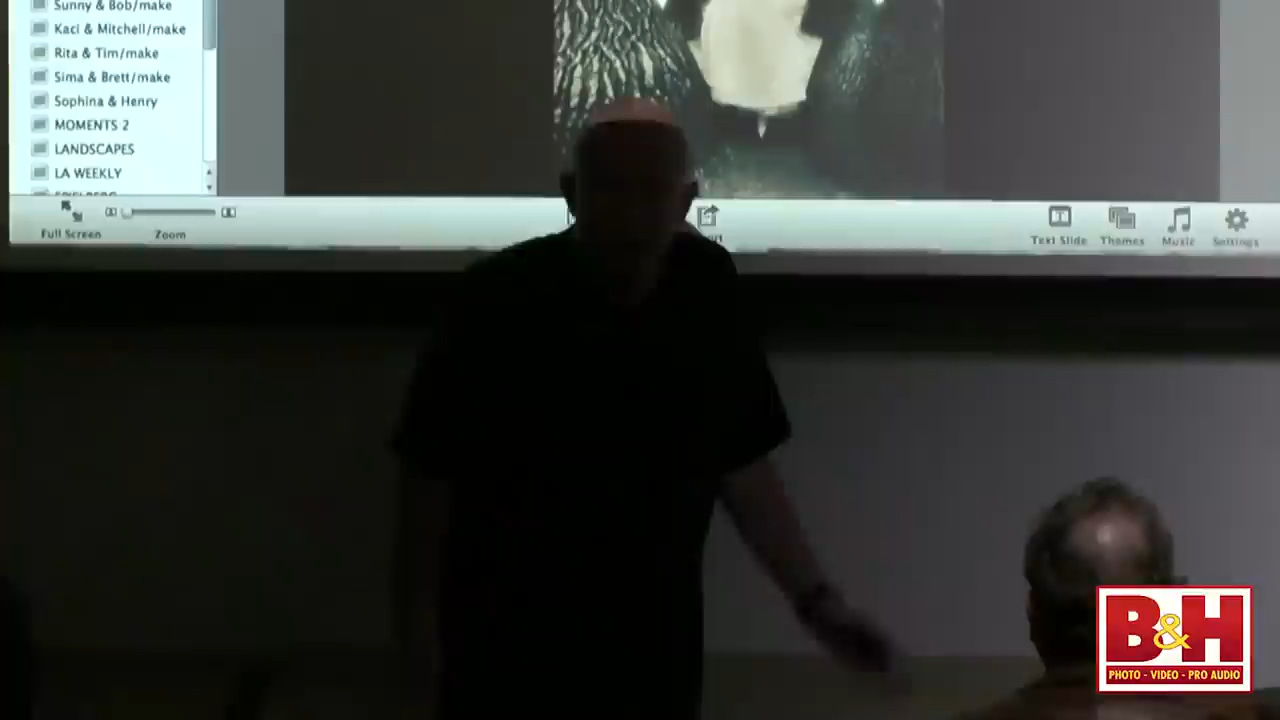 Sunny & Bob/make
Kaci & Mitchell/make
Rita & Tim/make
Sima & Brett/make
Sophina & Henry
MOMENTS 2
LANDSCAPES
LA WEEKLY
Full Screen
Zoom
Text Slide
Themes
Music
Settings
B&H
PHOTO - VIDEO - PRO AUDIO